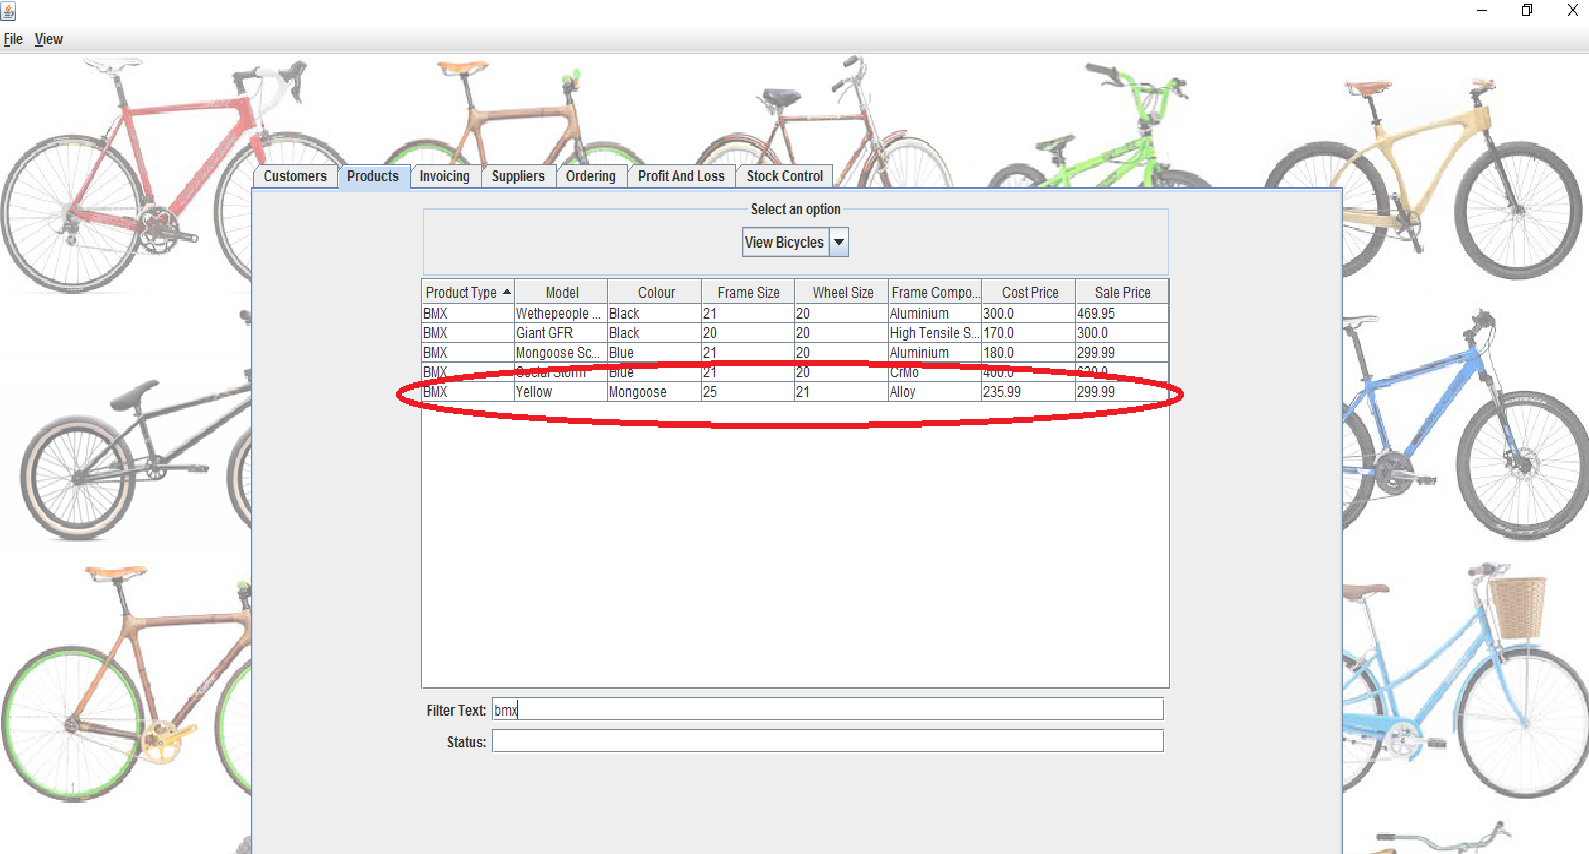 File View
Customers Products Invoicing Suppliers Ordering Profit And Loss Stock Control
Select an option
View Bicycles
Product Type Model Colour Frame Size Wheel Size Frame Compo... Cost Price Sale Price
BMX Wethepeople ... Black 21 20 Aluminium 300.0 469.95
BMX Giant GFR Black 20 20 High Tensile S... 170.0 300.0
BMX Mongoose Sc... Blue 21 20 Aluminium 180.0 299.99
BMX Social Storm Blue 21 20 CrMo 400.0
BMX Yellow Mongoose 25 21 Alloy 235.99 299.99
Filter Text: bmx
Status: